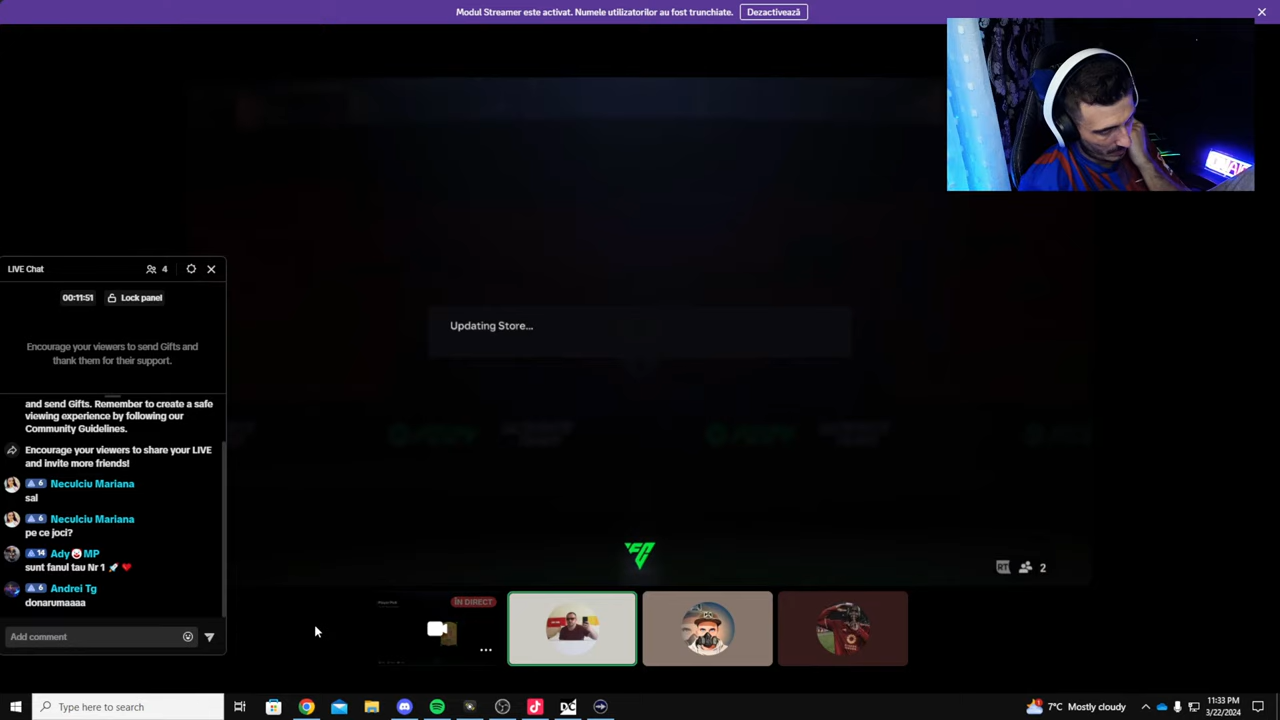 Modul Streamer este activat. Numele utilizatorilor au fost trunchiate. Dezactivează
LIVE Chat 4
00:11:51 Lock panel
Encourage your viewers to send Gifts and
thank them for their support.
and send Gifts. Remember to create a safe
viewing experience by following our
Community Guidelines.
Encourage your viewers to share your LIVE
and invite more friends!
6 Neculciu Mariana
sal
6 Neculciu Mariana
pe ce joci?
14 Ady🤡MP
sunt fanul tau Nr 1 🚀 ❤️
6 Andrei Tg
donarumaaaa
Add comment
Updating Store...
RT 2
ÎN DIRECT
Type here to search
7°C Mostly cloudy
11:33 PM
3/22/2024